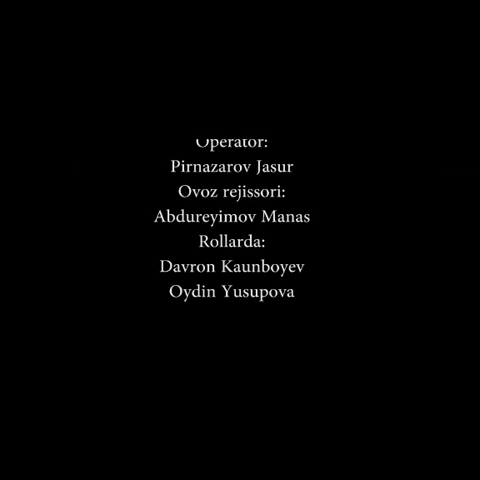 Operator:
Pirnazarov Jasur
Ovoz rejissori:
Abdureyimov Manas
Rollarda:
Davron Kaunboyev
Oydin Yusupova